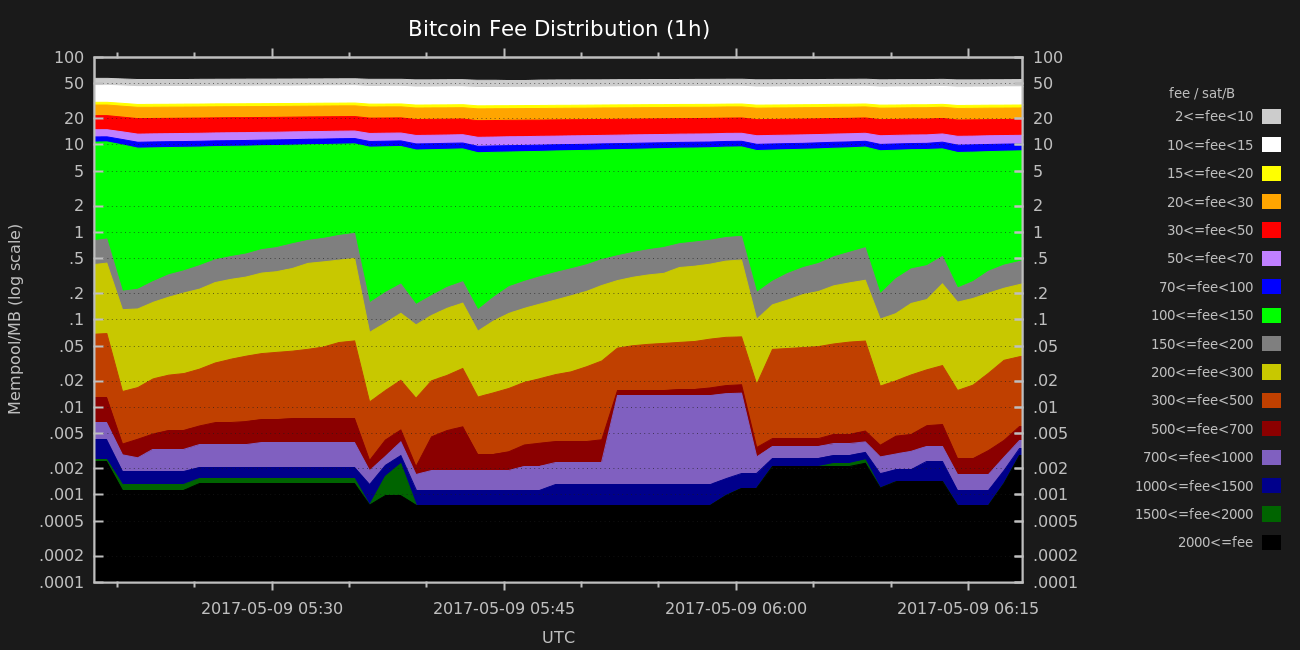 Bitcoin Fee Distribution (1h)
100
50
20
10
5
2
1
.5
.2
.1
.05
.02
.01
.005
.002
.001
.0005
.0002
.0001
Mempool/MB (log scale)
100
50
20
10
5
2
1
.5
.2
.1
.05
.02
.01
.005
.002
.001
.0005
.0002
.0001
2017-05-09 05:30
2017-05-09 05:45
2017-05-09 06:00
2017-05-09 06:15
UTC
fee / sat/B
2<=fee<10
10<=fee<15
15<=fee<20
20<=fee<30
30<=fee<50
50<=fee<70
70<=fee<100
100<=fee<150
150<=fee<200
200<=fee<300
300<=fee<500
500<=fee<700
700<=fee<1000
1000<=fee<1500
1500<=fee<2000
2000<=fee